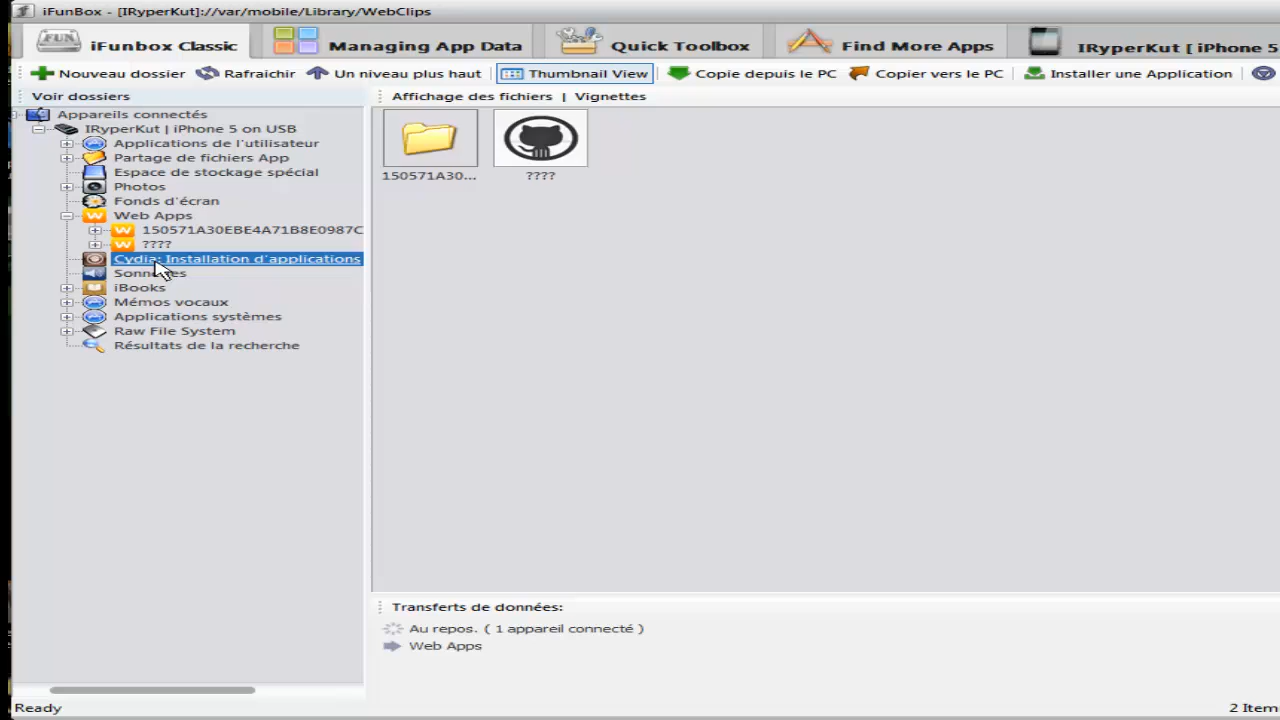 iFunBox - [IRyperKut]://var/mobile/Library/WebClips
iFunbox Classic
Managing App Data
Quick Toolbox
Find More Apps
IRyperKut [ iPhone 5
Nouveau dossier
Rafraichir
Un niveau plus haut
Thumbnail View
Copie depuis le PC
Copier vers le PC
Installer une Application
Voir dossiers
Affichage des fichiers | Vignettes
Appareils connectés
IRyperKut | iPhone 5 on USB
Applications de l'utilisateur
Partage de fichiers App
Espace de stockage spécial
Photos
Fonds d'écran
Web Apps
150571A30EBE4A71B8E0987C
????
Cydia: Installation d'applications
Sonneries
iBooks
Mémos vocaux
Applications systèmes
Raw File System
Résultats de la recherche
150571A30...
????
Transferts de données:
Au repos. ( 1 appareil connecté )
Web Apps
Ready
2 Item